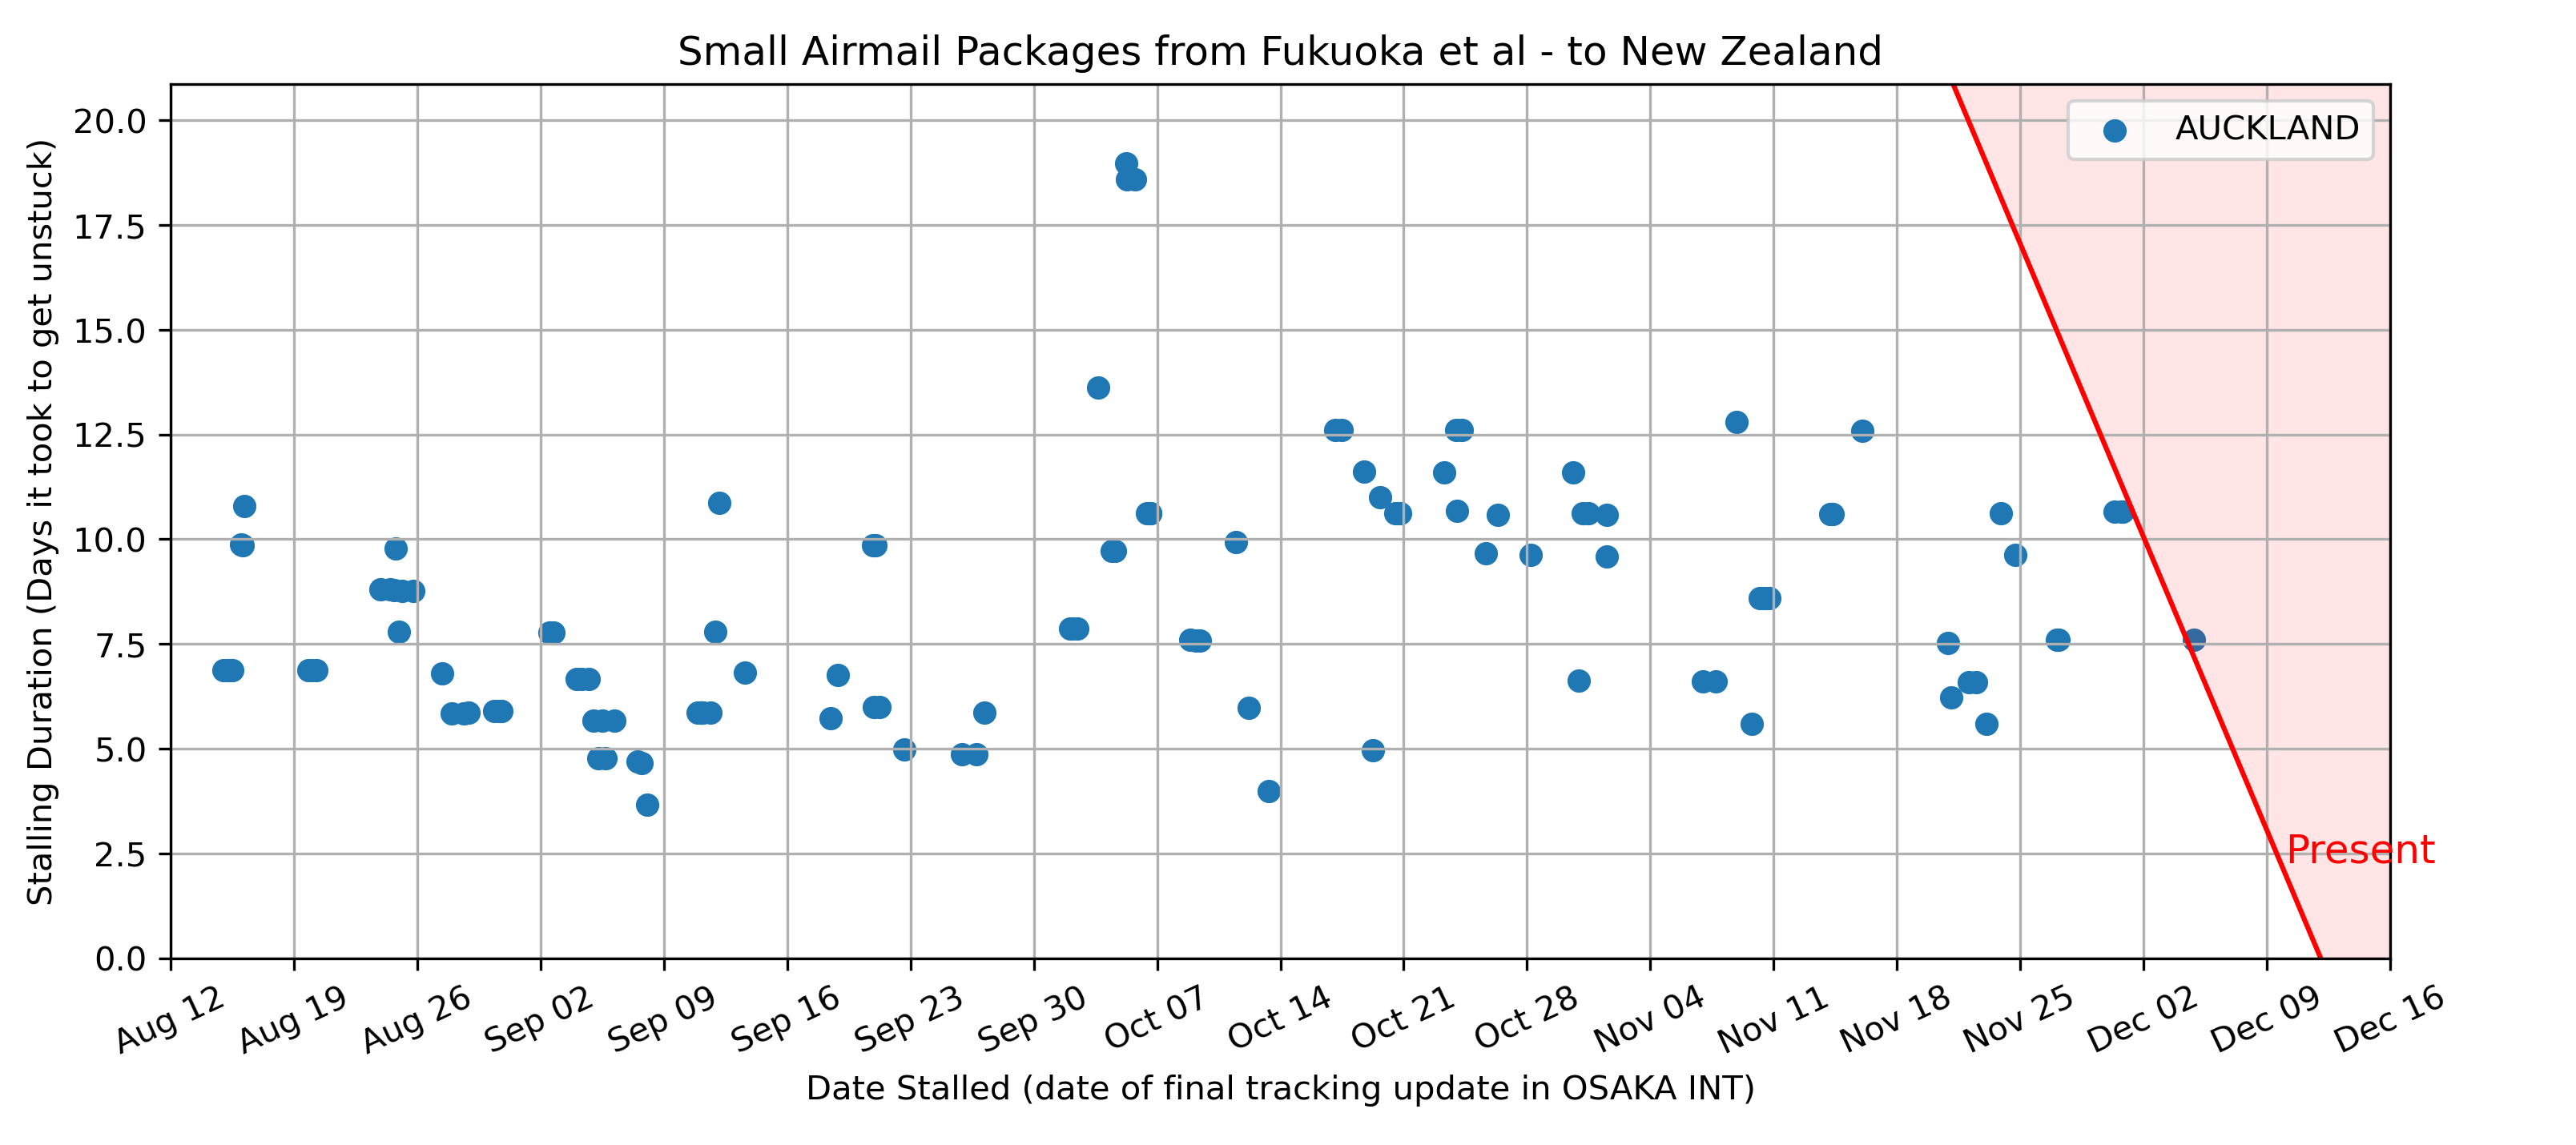 Small Airmail Packages from Fukuoka et al - to New Zealand
AUCKLAND
Stalling Duration (Days it took to get unstuck)
20.0
17.5
15.0
12.5
10.0
7.5
5.0
2.5
0.0
Present
Aug 12
Aug 19
Aug 26
Sep 02
Sep 09
Sep 16
Sep 23
Sep 30
Oct 07
Oct 14
Oct 21
Oct 28
Nov 04
Nov 11
Nov 18
Nov 25
Dec 02
Dec 09
Dec 16
Date Stalled (date of final tracking update in OSAKA INT)